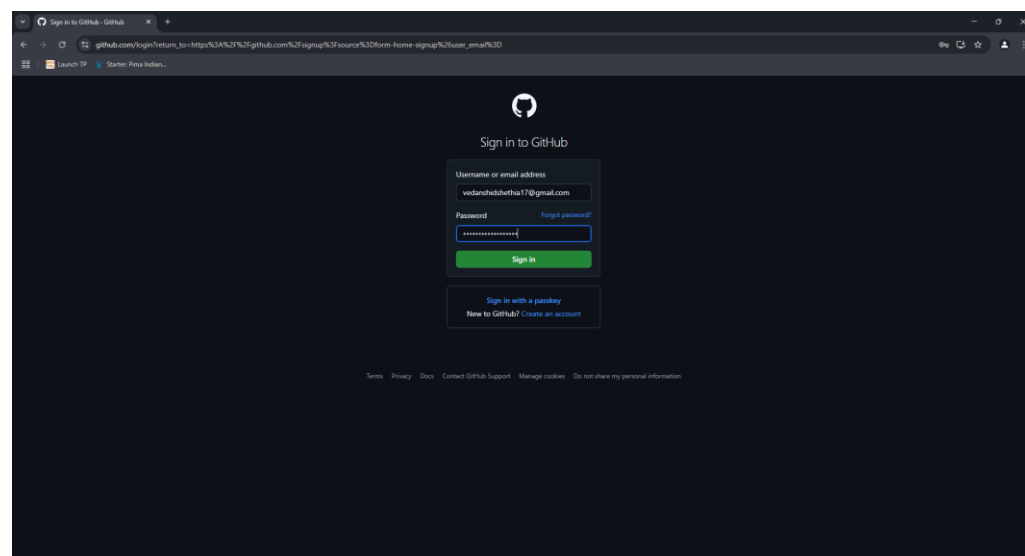 Sign in to GitHub · GitHub
github.com/login?return_to=https%3A%2F%2Fgithub.com%2Fsignup%3Fsource%3Dform-home-signup%26user_email%3D
Launch TP Starter: Pima Indian...
Sign in to GitHub
Username or email address
vedanshidshethia17@gmail.com
Password Forgot password?
Sign in
Sign in with a passkey
New to GitHub? Create an account
Terms Privacy Docs Contact GitHub Support Manage cookies Do not share my personal information